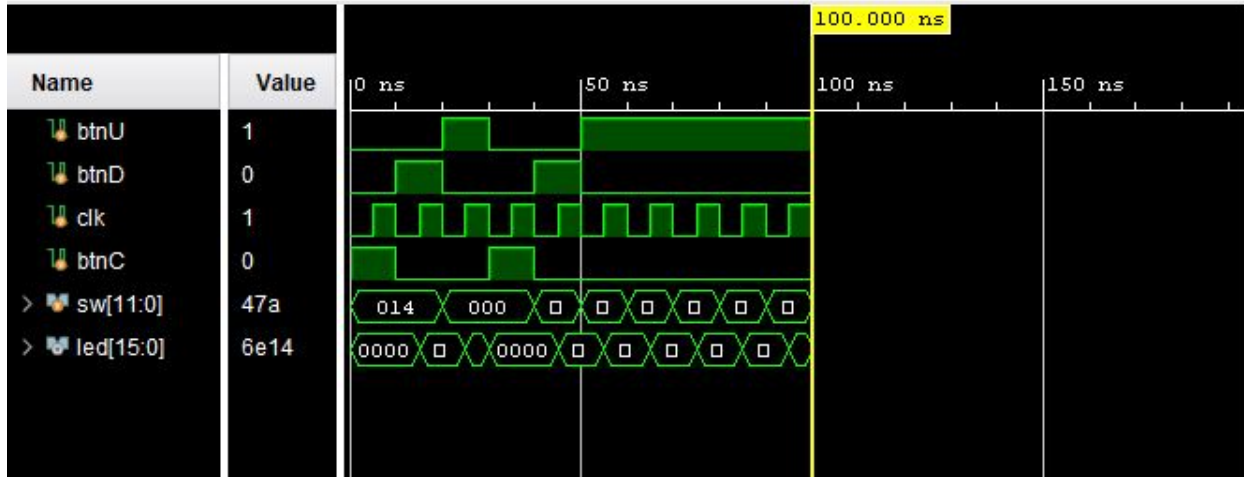 100.000 ns
Name Value 0 ns 50 ns 100 ns 150 ns
btnU 1
btnD 0
clk 1
btnC 0
> sw[11:0] 47a 014 000
> led[15:0] 6e14 0000 0000